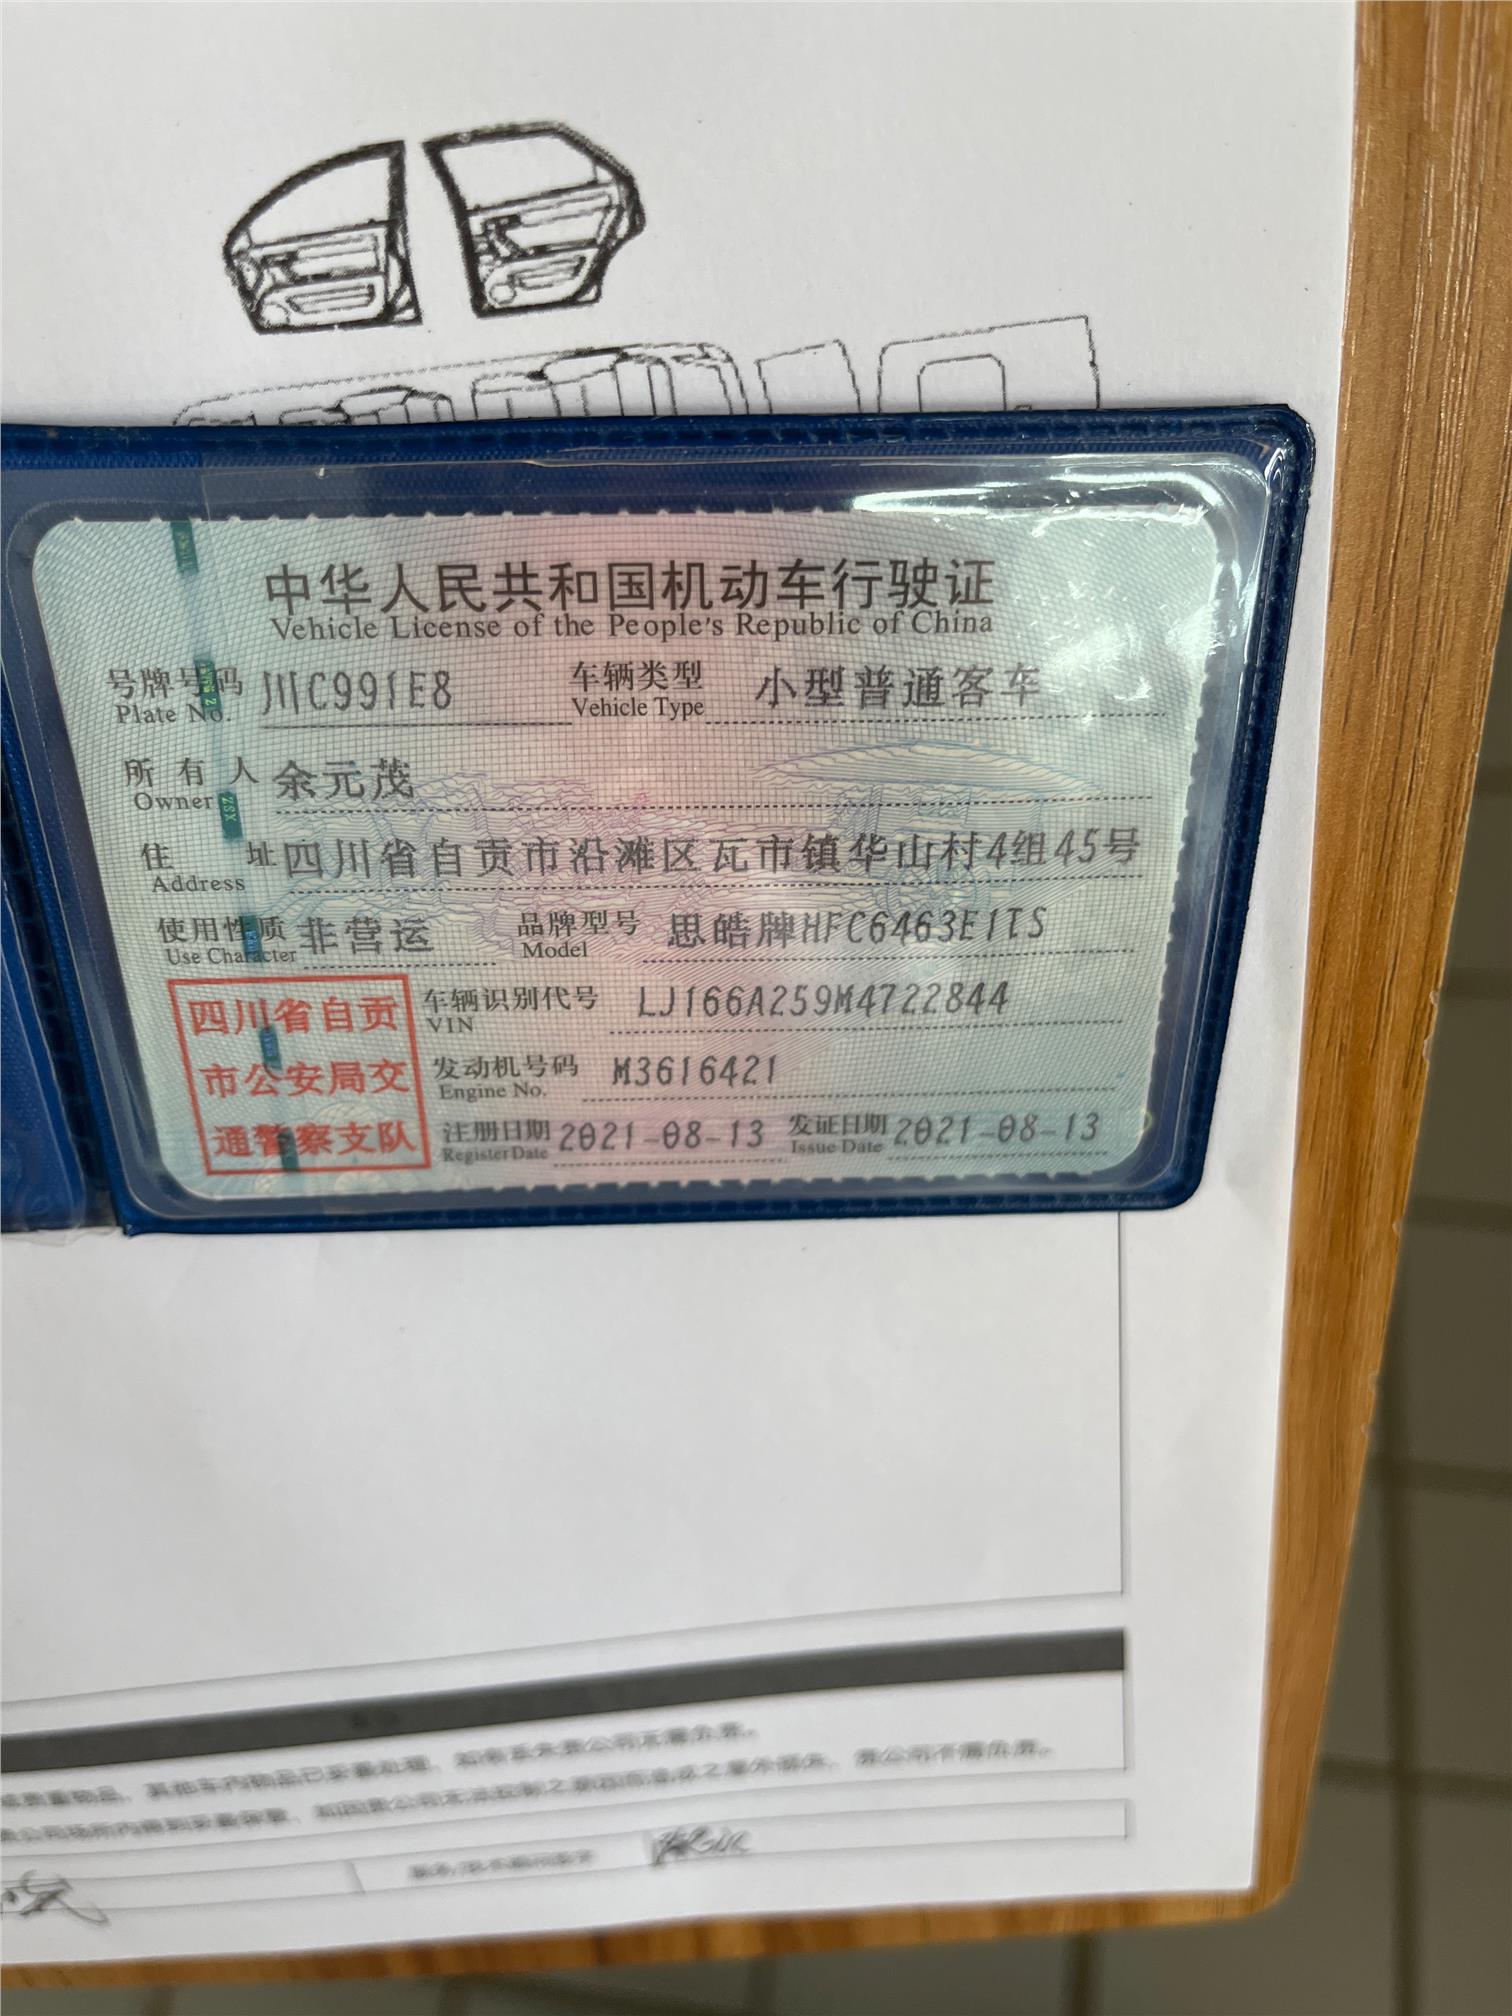 中华人民共和国机动车行驶证
Vehicle License of the People's Republic of China
号牌号码 川C991E8 车辆类型 小型普通客车
Plate No. Vehicle Type
所有人 余元茂
Owner
住址 四川省自贡市沿滩区瓦市镇华山村4组45号
Address
使用性质 非营运 品牌型号 思皓牌HFC6463E1TS
Use Character Model
四川省自贡
市公安局交
通警察支队
车辆识别代号 LJ166A259M4722844
VIN
发动机号码 M3616421
Engine No.
注册日期 2021-08-13 发证日期 2021-08-13
Register Date Issue Date